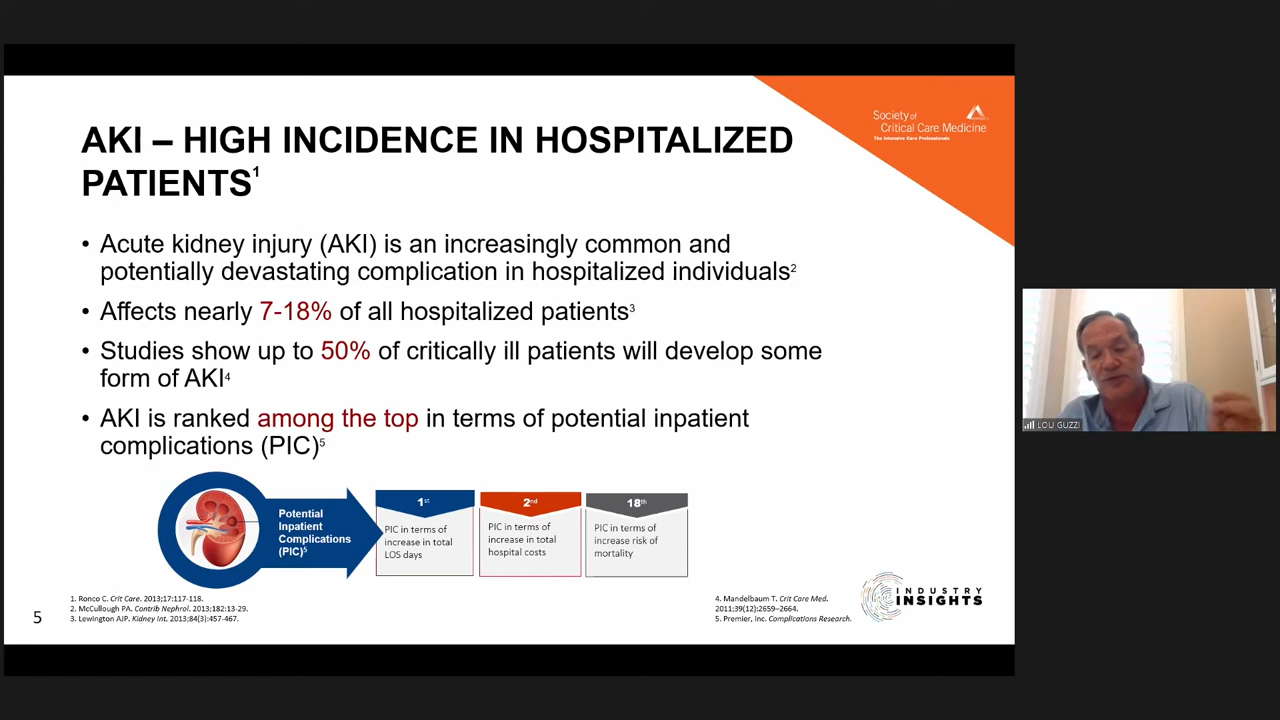 Society of
Critical Care Medicine
The Intensive Care Professionals
AKI – HIGH INCIDENCE IN HOSPITALIZED
PATIENTS1
• Acute kidney injury (AKI) is an increasingly common and
potentially devastating complication in hospitalized individuals2
• Affects nearly 7-18% of all hospitalized patients3
• Studies show up to 50% of critically ill patients will develop some
form of AKI4
• AKI is ranked among the top in terms of potential inpatient
complications (PIC)5
Potential
Inpatient
Complications
(PIC)5
1st
PIC in terms of
increase in total
LOS days
2nd
PIC in terms of
increase in total
hospital costs
18th
PIC in terms of
increase risk of
mortality
1. Ronco C. Crit Care. 2013;17:117-118.
2. McCullough PA. Contrib Nephrol. 2013;182:13-29.
3. Lewington AJP. Kidney Int. 2013;84(3):457-467.
4. Mandelbaum T. Crit Care Med.
2011;39(12):2659–2664.
5. Premier, Inc. Complications Research.
INDUSTRY
INSIGHTS
5
LOU GUZZI